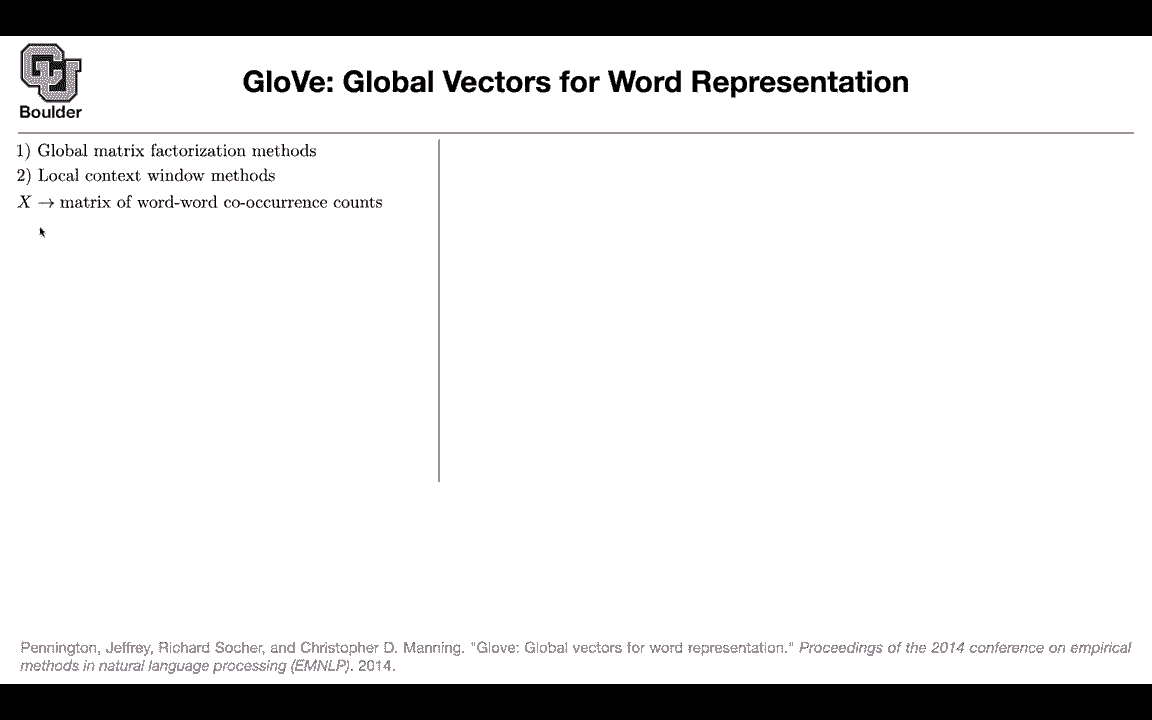 Boulder
GloVe: Global Vectors for Word Representation
1) Global matrix factorization methods
2) Local context window methods
X → matrix of word-word co-occurrence counts
Pennington, Jeffrey, Richard Socher, and Christopher D. Manning. "Glove: Global vectors for word representation." Proceedings of the 2014 conference on empirical
methods in natural language processing (EMNLP). 2014.